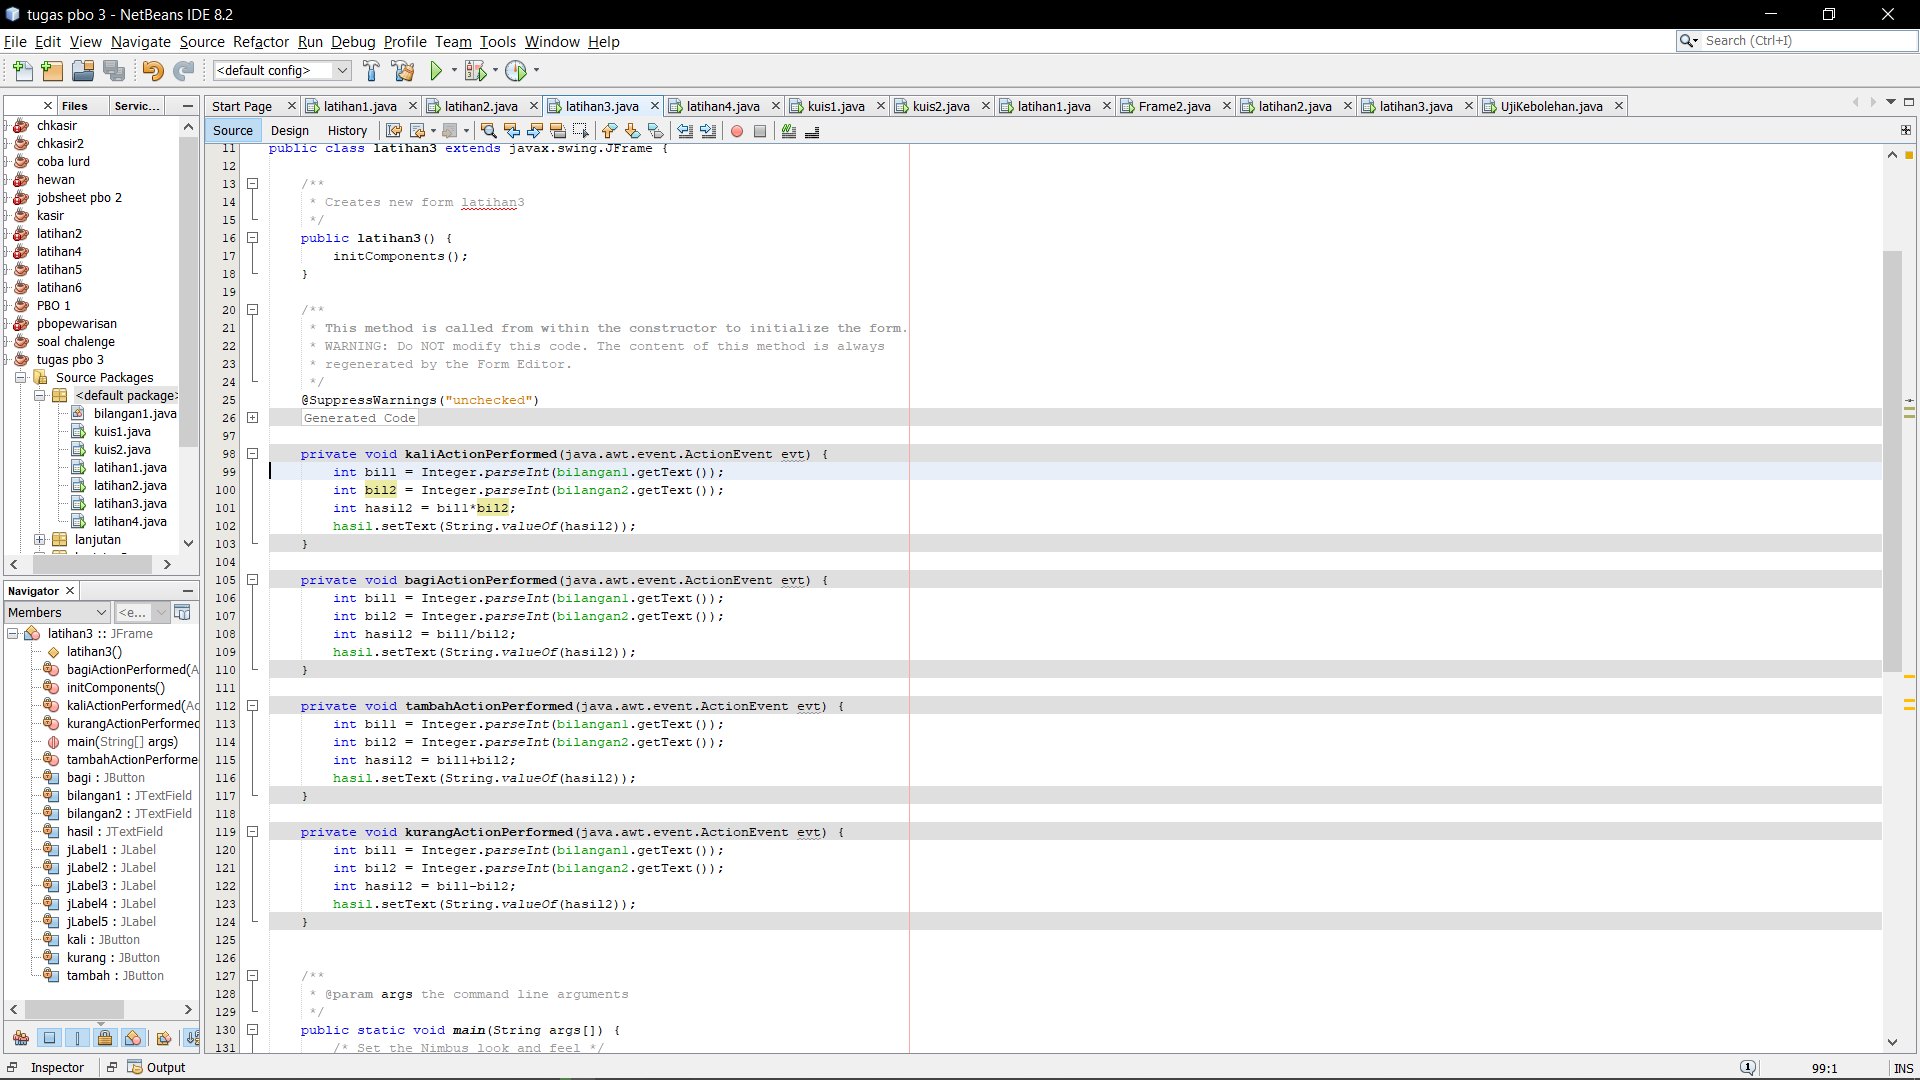 tugas pbo 3 - NetBeans IDE 8.2
File Edit View Navigate Source Refactor Run Debug Profile Team Tools Window Help
Search (Ctrl+I)
<default config>
Files Servic...
Start Page latihan1.java latihan2.java latihan3.java latihan4.java kuis1.java kuis2.java latihan1.java Frame2.java latihan2.java latihan3.java UjiKebolehan.java
Source Design History
chkasir
chkasir2
coba lurd
hewan
jobsheet pbo 2
kasir
latihan2
latihan4
latihan5
latihan6
PBO 1
pbopewarisan
soal chalenge
tugas pbo 3
Source Packages
<default package>
bilangan1.java
kuis1.java
kuis2.java
latihan1.java
latihan2.java
latihan3.java
latihan4.java
lanjutan
Navigator
Members <e...
latihan3 :: JFrame
latihan3()
bagiActionPerformed(A
initComponents()
kaliActionPerformed(Ac
kurangActionPerformed
main(String[] args)
tambahActionPerforme
bagi : JButton
bilangan1 : JTextField
bilangan2 : JTextField
hasil : JTextField
jLabel1 : JLabel
jLabel2 : JLabel
jLabel3 : JLabel
jLabel4 : JLabel
jLabel5 : JLabel
kali : JButton
kurang : JButton
tambah : JButton
11 public class latihan3 extends javax.swing.JFrame {
12
13 /**
14 * Creates new form latihan3
15 */
16 public latihan3() {
17 initComponents();
18 }
19
20 /**
21 * This method is called from within the constructor to initialize the form.
22 * WARNING: Do NOT modify this code. The content of this method is always
23 * regenerated by the Form Editor.
24 */
25 @SuppressWarnings("unchecked")
26 Generated Code
97
98 private void kaliActionPerformed(java.awt.event.ActionEvent evt) {
99 int bil1 = Integer.parseInt(bilangan1.getText());
100 int bil2 = Integer.parseInt(bilangan2.getText());
101 int hasil2 = bil1*bil2;
102 hasil.setText(String.valueOf(hasil2));
103 }
104
105 private void bagiActionPerformed(java.awt.event.ActionEvent evt) {
106 int bil1 = Integer.parseInt(bilangan1.getText());
107 int bil2 = Integer.parseInt(bilangan2.getText());
108 int hasil2 = bil1/bil2;
109 hasil.setText(String.valueOf(hasil2));
110 }
111
112 private void tambahActionPerformed(java.awt.event.ActionEvent evt) {
113 int bil1 = Integer.parseInt(bilangan1.getText());
114 int bil2 = Integer.parseInt(bilangan2.getText());
115 int hasil2 = bil1+bil2;
116 hasil.setText(String.valueOf(hasil2));
117 }
118
119 private void kurangActionPerformed(java.awt.event.ActionEvent evt) {
120 int bil1 = Integer.parseInt(bilangan1.getText());
121 int bil2 = Integer.parseInt(bilangan2.getText());
122 int hasil2 = bil1-bil2;
123 hasil.setText(String.valueOf(hasil2));
124 }
125
126
127 /**
128 * @param args the command line arguments
129 */
130 public static void main(String args[]) {
131 /* Set the Nimbus look and feel */
Inspector Output
1 99:1 INS